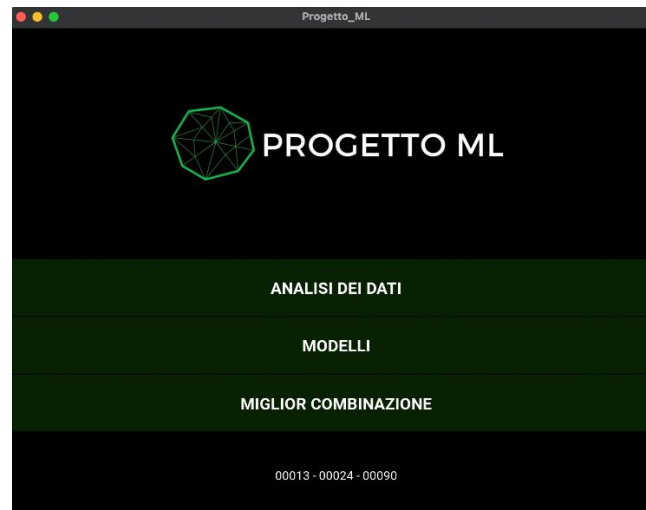 Progetto_ML
PROGETTO ML
ANALISI DEI DATI
MODELLI
MIGLIOR COMBINAZIONE
00013 - 00024 - 00090